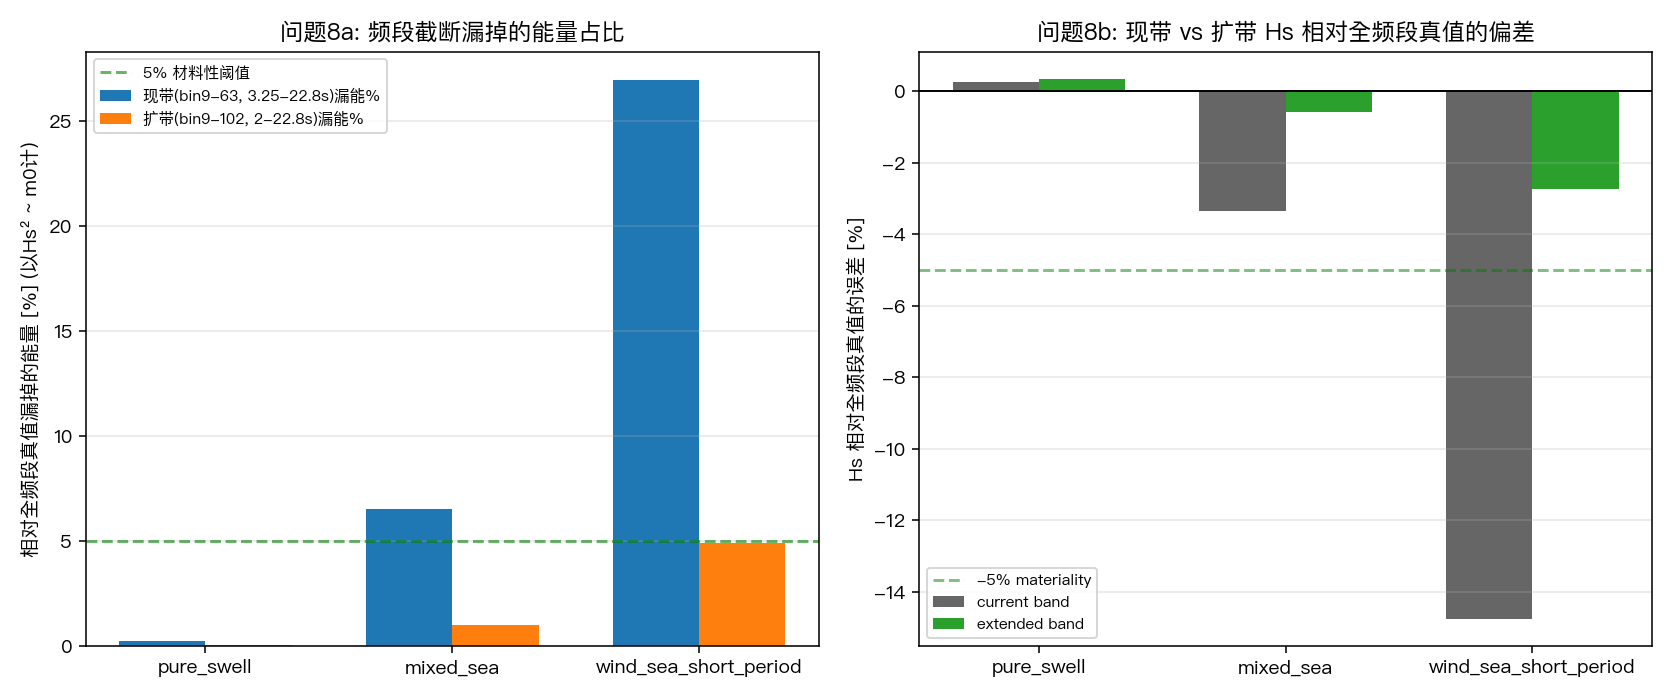 问题8a: 频段截断漏掉的能量占比
5% 材料性阈值
现带(bin9–63, 3.25–22.8s)漏能%
扩带(bin9–102, 2–22.8s)漏能%
相对全频段真值漏掉的能量 [%] (以Hs² ~ m0计)
25
20
15
10
5
0
pure_swell
mixed_sea
wind_sea_short_period
问题8b: 现带 vs 扩带 Hs 相对全频段真值的偏差
Hs 相对全频段真值的误差 [%]
0
−2
−4
−6
−8
−10
−12
−14
−5% materiality
current band
extended band
pure_swell
mixed_sea
wind_sea_short_period